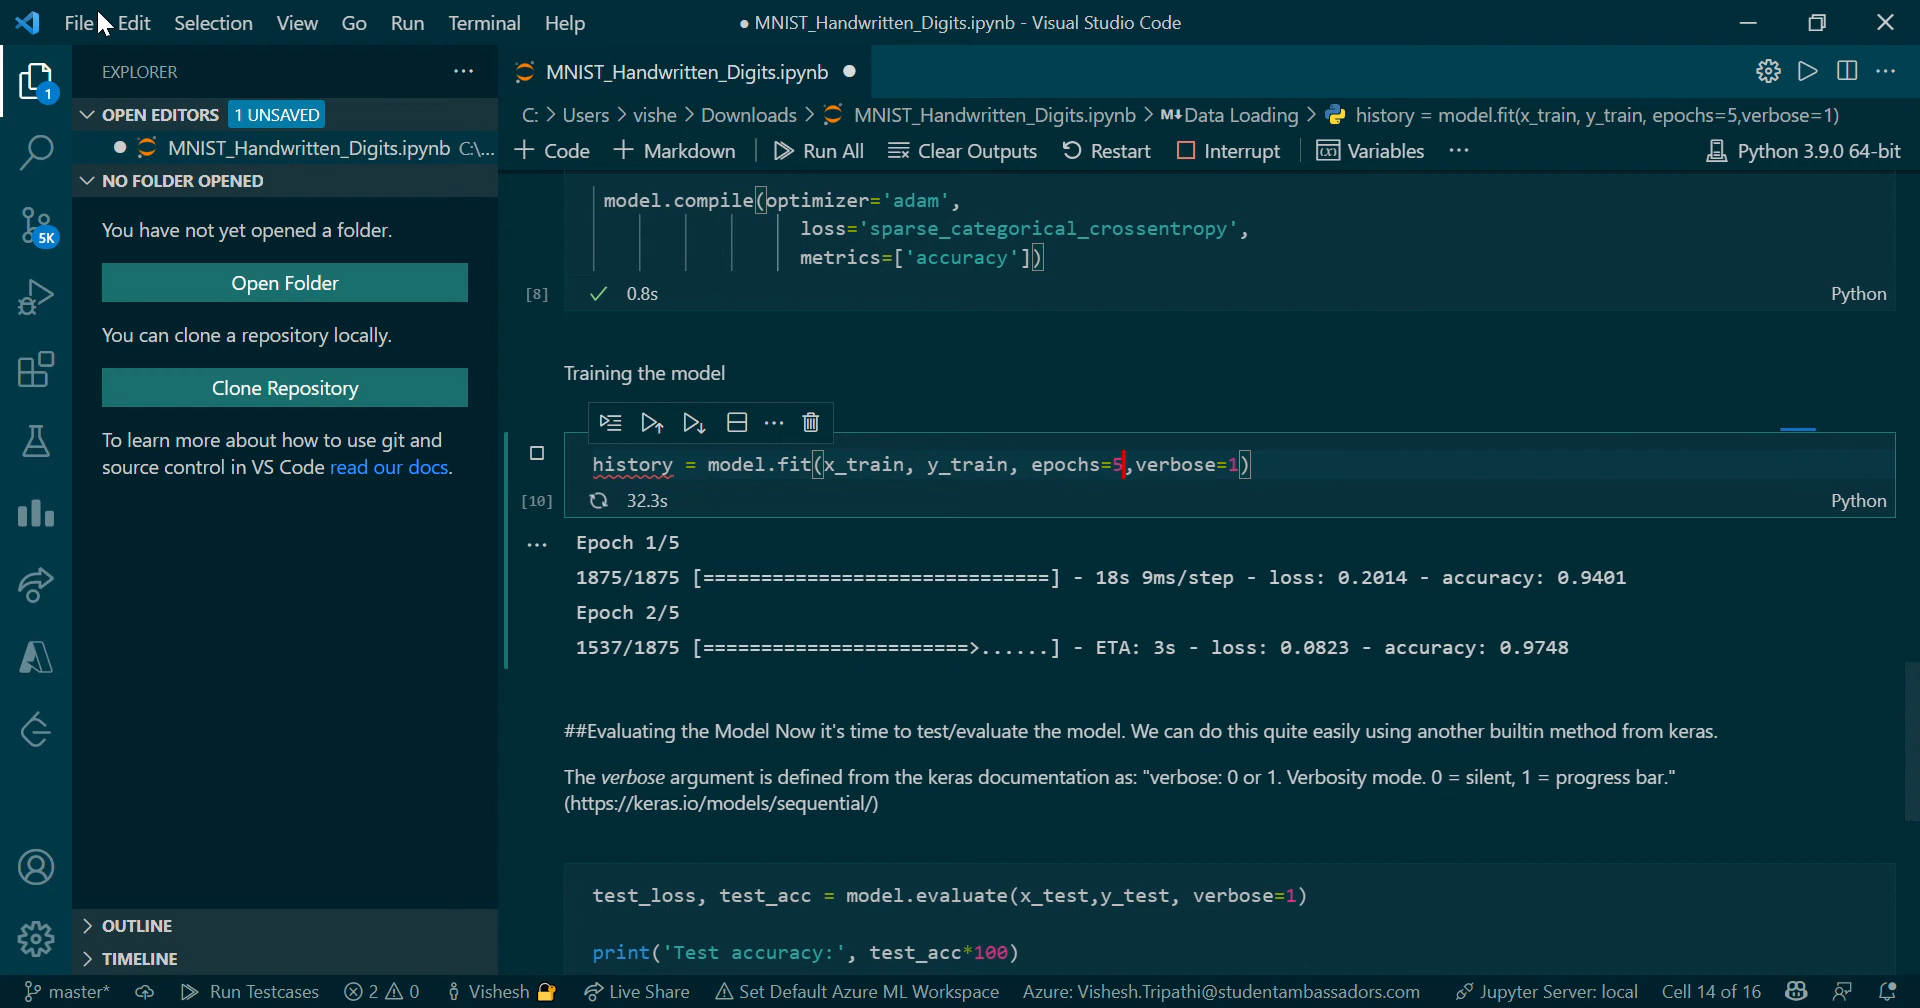 File Edit Selection View Go Run Terminal Help
● MNIST_Handwritten_Digits.ipynb - Visual Studio Code
EXPLORER
OPEN EDITORS 1 UNSAVED
MNIST_Handwritten_Digits.ipynb C:\...
NO FOLDER OPENED
You have not yet opened a folder.
Open Folder
You can clone a repository locally.
Clone Repository
To learn more about how to use git and
source control in VS Code read our docs.
OUTLINE
TIMELINE
1
5K
MNIST_Handwritten_Digits.ipynb
C: > Users > vishe > Downloads > MNIST_Handwritten_Digits.ipynb > M↓Data Loading > history = model.fit(x_train, y_train, epochs=5,verbose=1)
+ Code + Markdown Run All Clear Outputs Restart Interrupt Variables ... Python 3.9.0 64-bit
model.compile(optimizer='adam',
loss='sparse_categorical_crossentropy',
metrics=['accuracy'])
[8] ✓ 0.8s Python
Training the model
history = model.fit(x_train, y_train, epochs=5,verbose=1)
[10] 32.3s Python
Epoch 1/5
1875/1875 [==============================] - 18s 9ms/step - loss: 0.2014 - accuracy: 0.9401
Epoch 2/5
1537/1875 [=======================>......] - ETA: 3s - loss: 0.0823 - accuracy: 0.9748
##Evaluating the Model Now it's time to test/evaluate the model. We can do this quite easily using another builtin method from keras.
The verbose argument is defined from the keras documentation as: "verbose: 0 or 1. Verbosity mode. 0 = silent, 1 = progress bar."
(https://keras.io/models/sequential/)
test_loss, test_acc = model.evaluate(x_test,y_test, verbose=1)
print('Test accuracy:', test_acc*100)
master* Run Testcases 2 0 Vishesh Live Share Set Default Azure ML Workspace Azure: Vishesh.Tripathi@studentambassadors.com Jupyter Server: local Cell 14 of 16